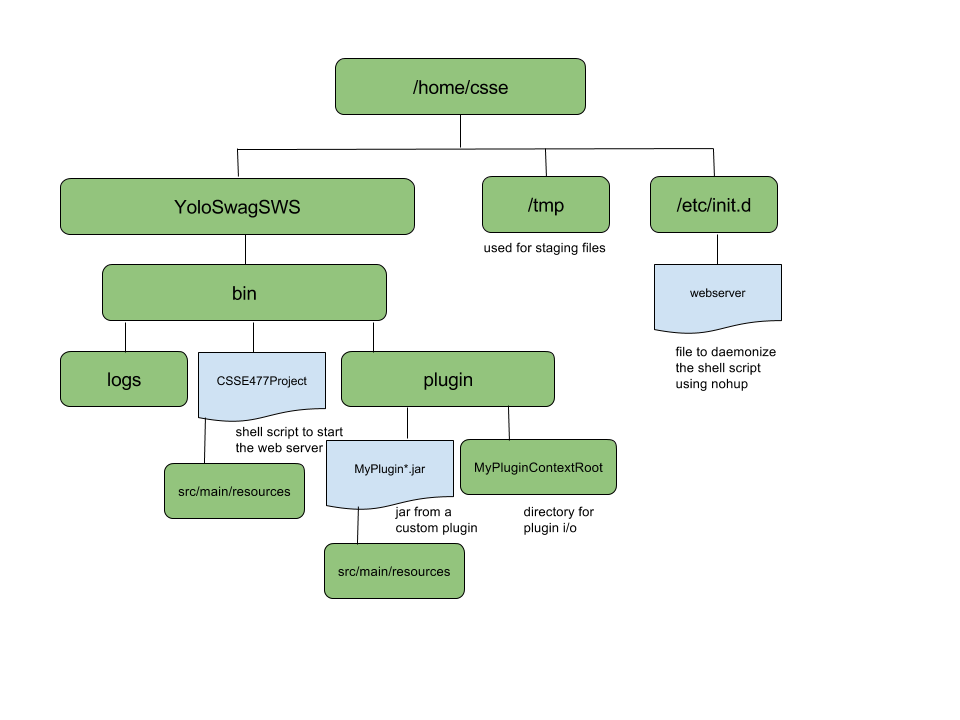 /home/csse
YoloSwagSWS
/tmp
/etc/init.d
used for staging files
bin
webserver
file to daemonize
the shell script
using nohup
logs
CSSE477Project
plugin
shell script to start
the web server
MyPlugin*.jar
MyPluginContextRoot
src/main/resources
jar from a
custom plugin
directory for
plugin i/o
src/main/resources